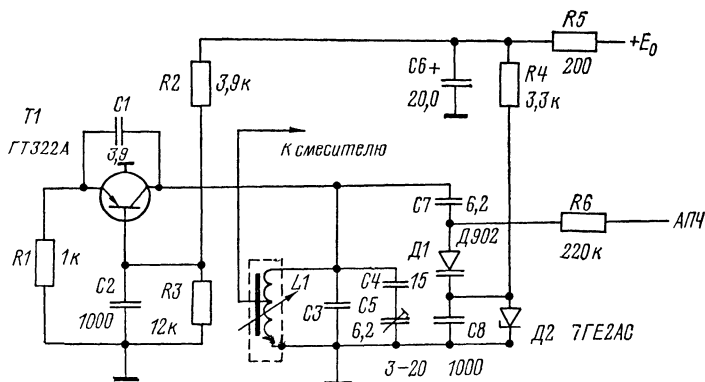 R5
+E₀
200
C6
+
20,0
R4
3,3к
R2
3,9к
C1
3,9
T1
ГТ322А
К смесителю
C7
6,2
R6
220к
АПЧ
Д1
Д902
R1
1к
C2
1000
R3
12к
L1
C3
C4
15
C5
6,2
3-20
C8
1000
Д2
7ГЕ2АС